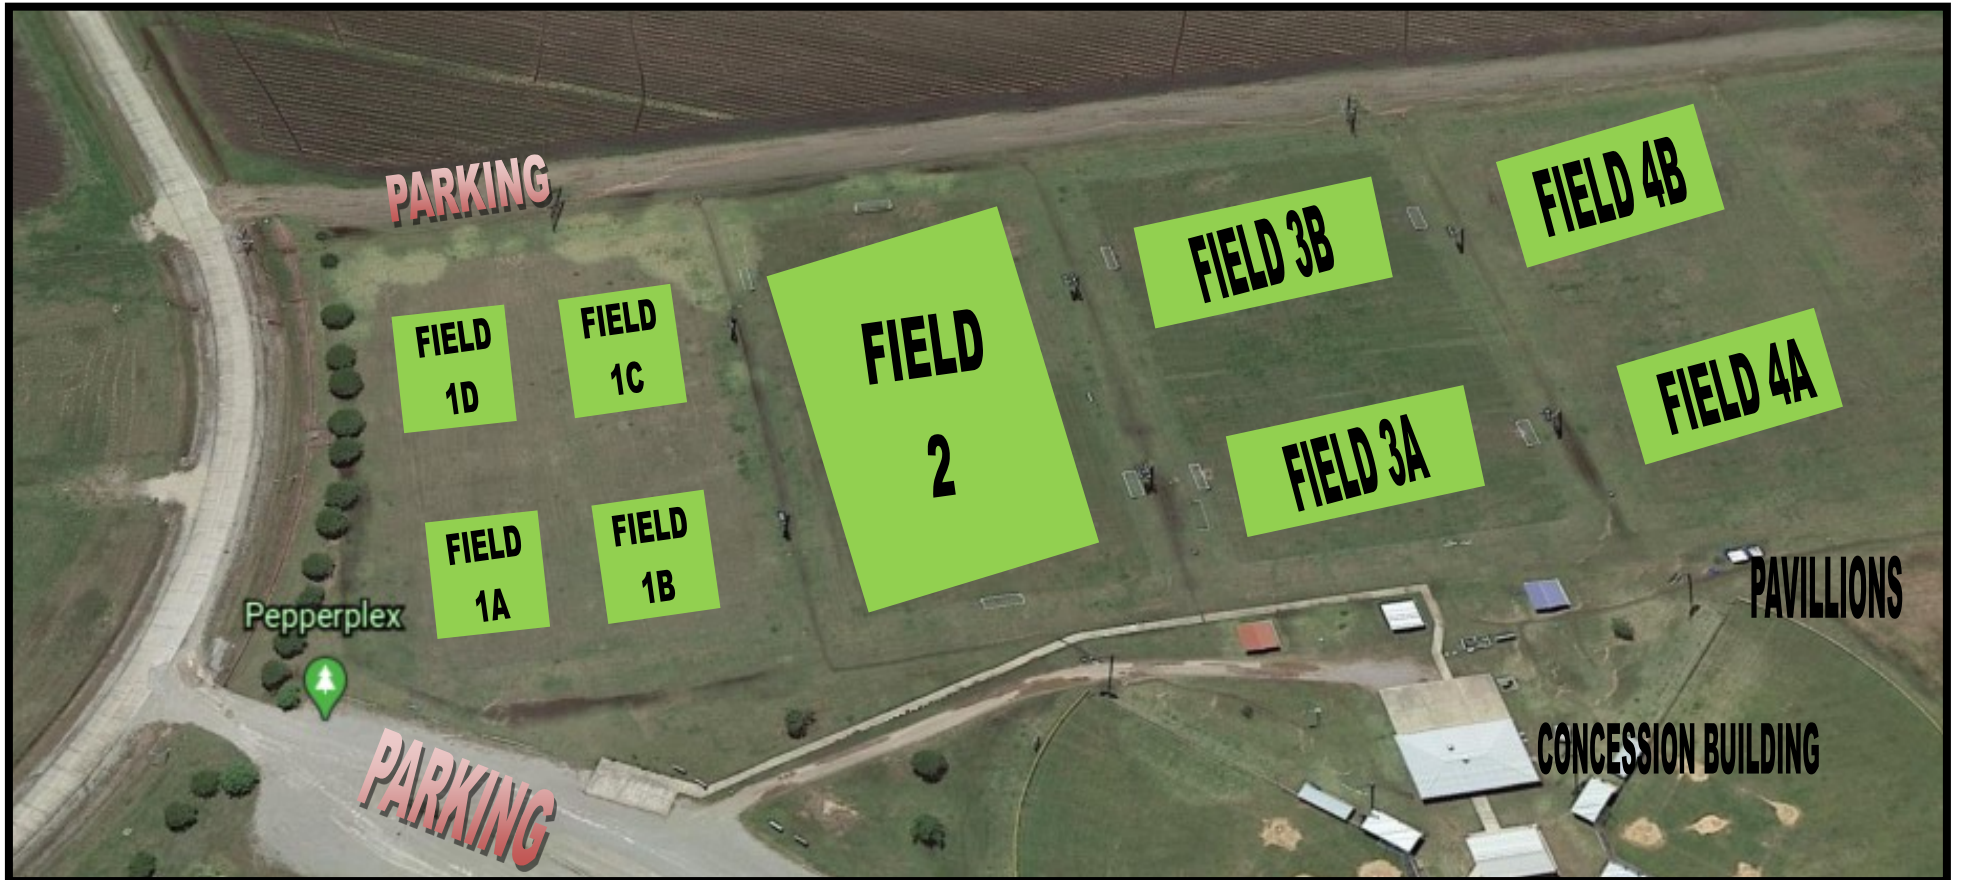 PARKING
FIELD 4B
FIELD 3B
FIELD
1D
FIELD
1C
FIELD
2
FIELD 4A
FIELD 3A
FIELD
1A
FIELD
1B
PAVILLIONS
Pepperplex
CONCESSION BUILDING
PARKING